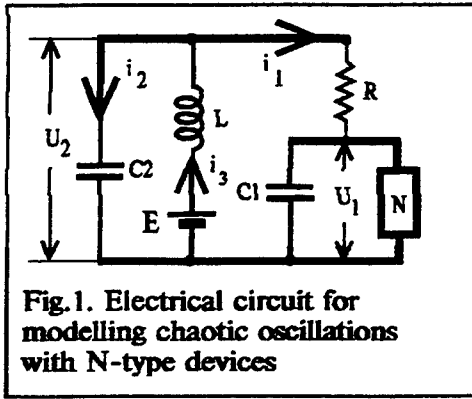 i₂
i₁
R
U₂
L
C2
i₃
C1
U₁
N
E
Fig.1. Electrical circuit for
modelling chaotic oscillations
with N-type devices